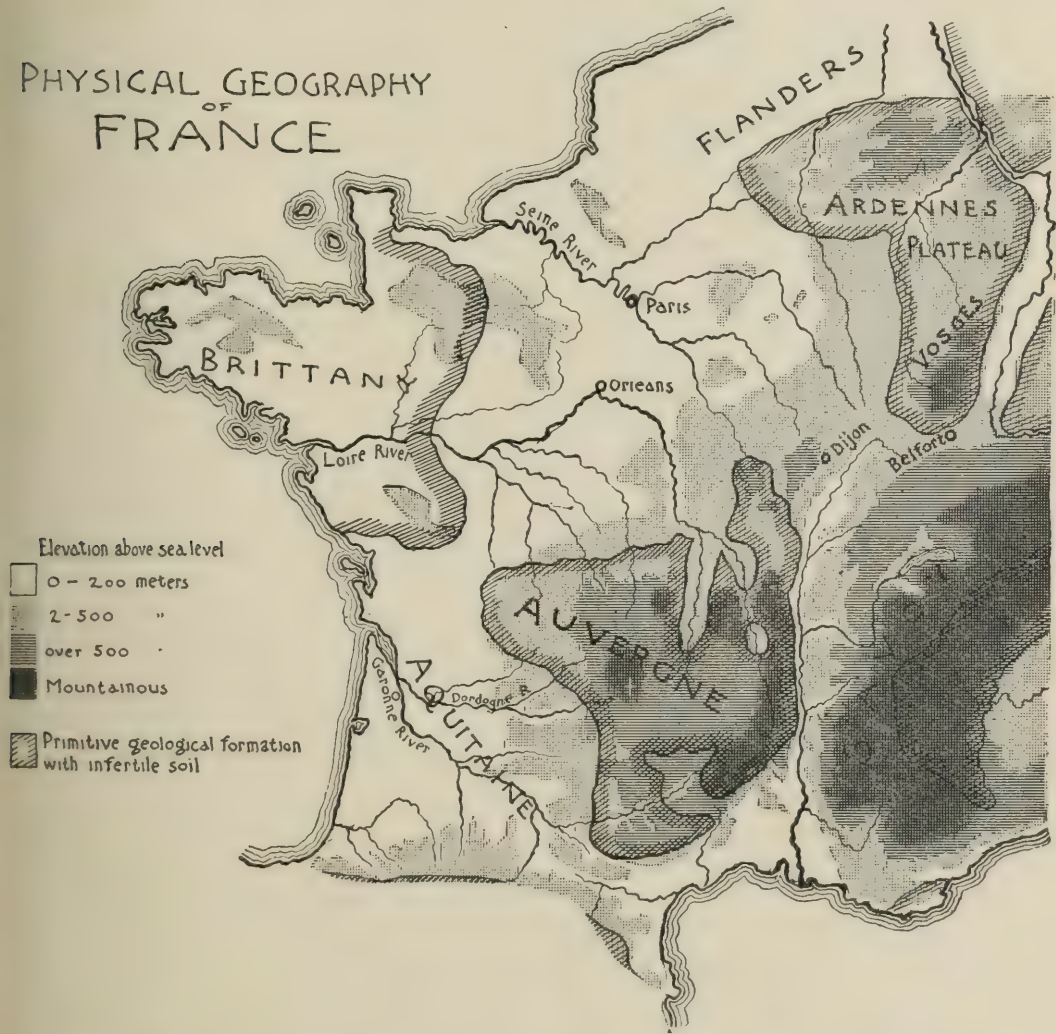 PHYSICAL GEOGRAPHY
OF
FRANCE
FLANDERS
ARDENNES
PLATEAU
VOSGES
Seine River
Paris
BRITTANY
Orleans
Dijon
Belfort
Loire River
Elevation above sea level
0 - 200 meters
2-500 "
over 500 "
Mountainous
Primitive geological formation
with infertile soil
AUVERGNE
AQUITAINE
Dordogne R.
Garonne River